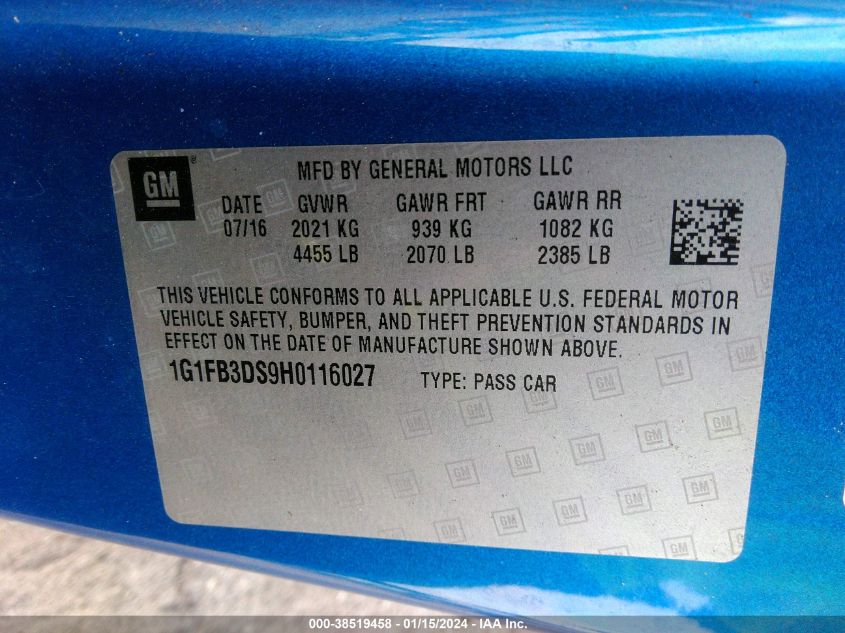 GM
MFD BY GENERAL MOTORS LLC
DATE GVWR GAWR FRT GAWR RR
07/16 2021 KG 939 KG 1082 KG
4455 LB 2070 LB 2385 LB
THIS VEHICLE CONFORMS TO ALL APPLICABLE U.S. FEDERAL MOTOR
VEHICLE SAFETY, BUMPER, AND THEFT PREVENTION STANDARDS IN
EFFECT ON THE DATE OF MANUFACTURE SHOWN ABOVE.
1G1FB3DS9H0116027 TYPE: PASS CAR
000-38519458 - 01/15/2024 - IAA Inc.